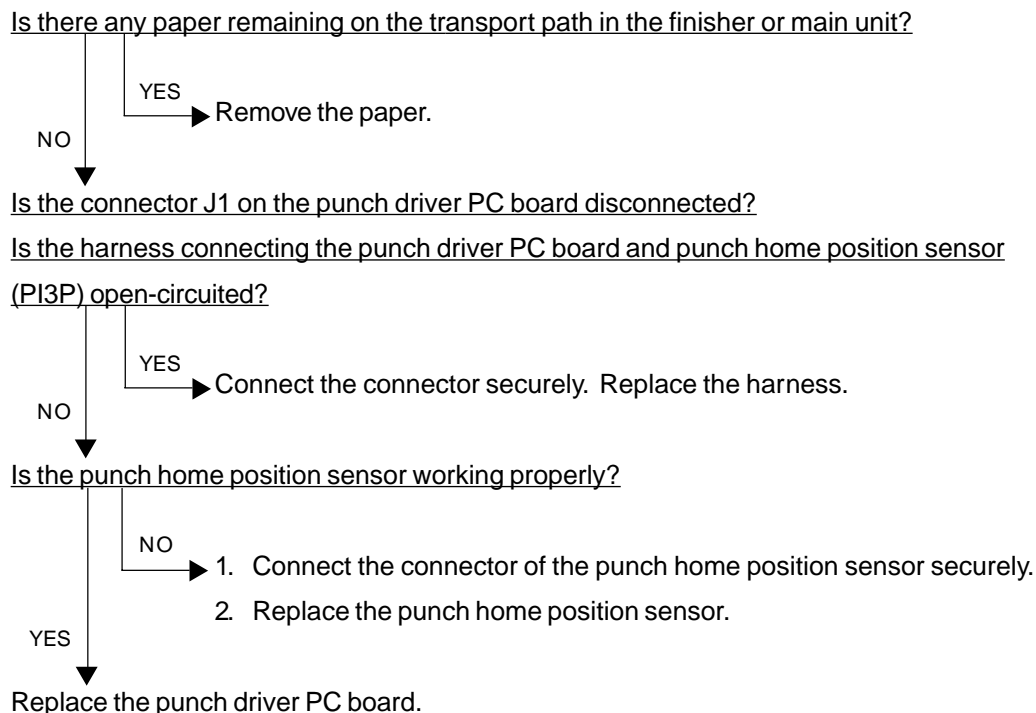 Is there any paper remaining on the transport path in the finisher or main unit?
YES
Remove the paper.
NO
Is the connector J1 on the punch driver PC board disconnected?
Is the harness connecting the punch driver PC board and punch home position sensor
(PI3P) open-circuited?
YES
Connect the connector securely. Replace the harness.
NO
Is the punch home position sensor working properly?
NO
1. Connect the connector of the punch home position sensor securely.
2. Replace the punch home position sensor.
YES
Replace the punch driver PC board.